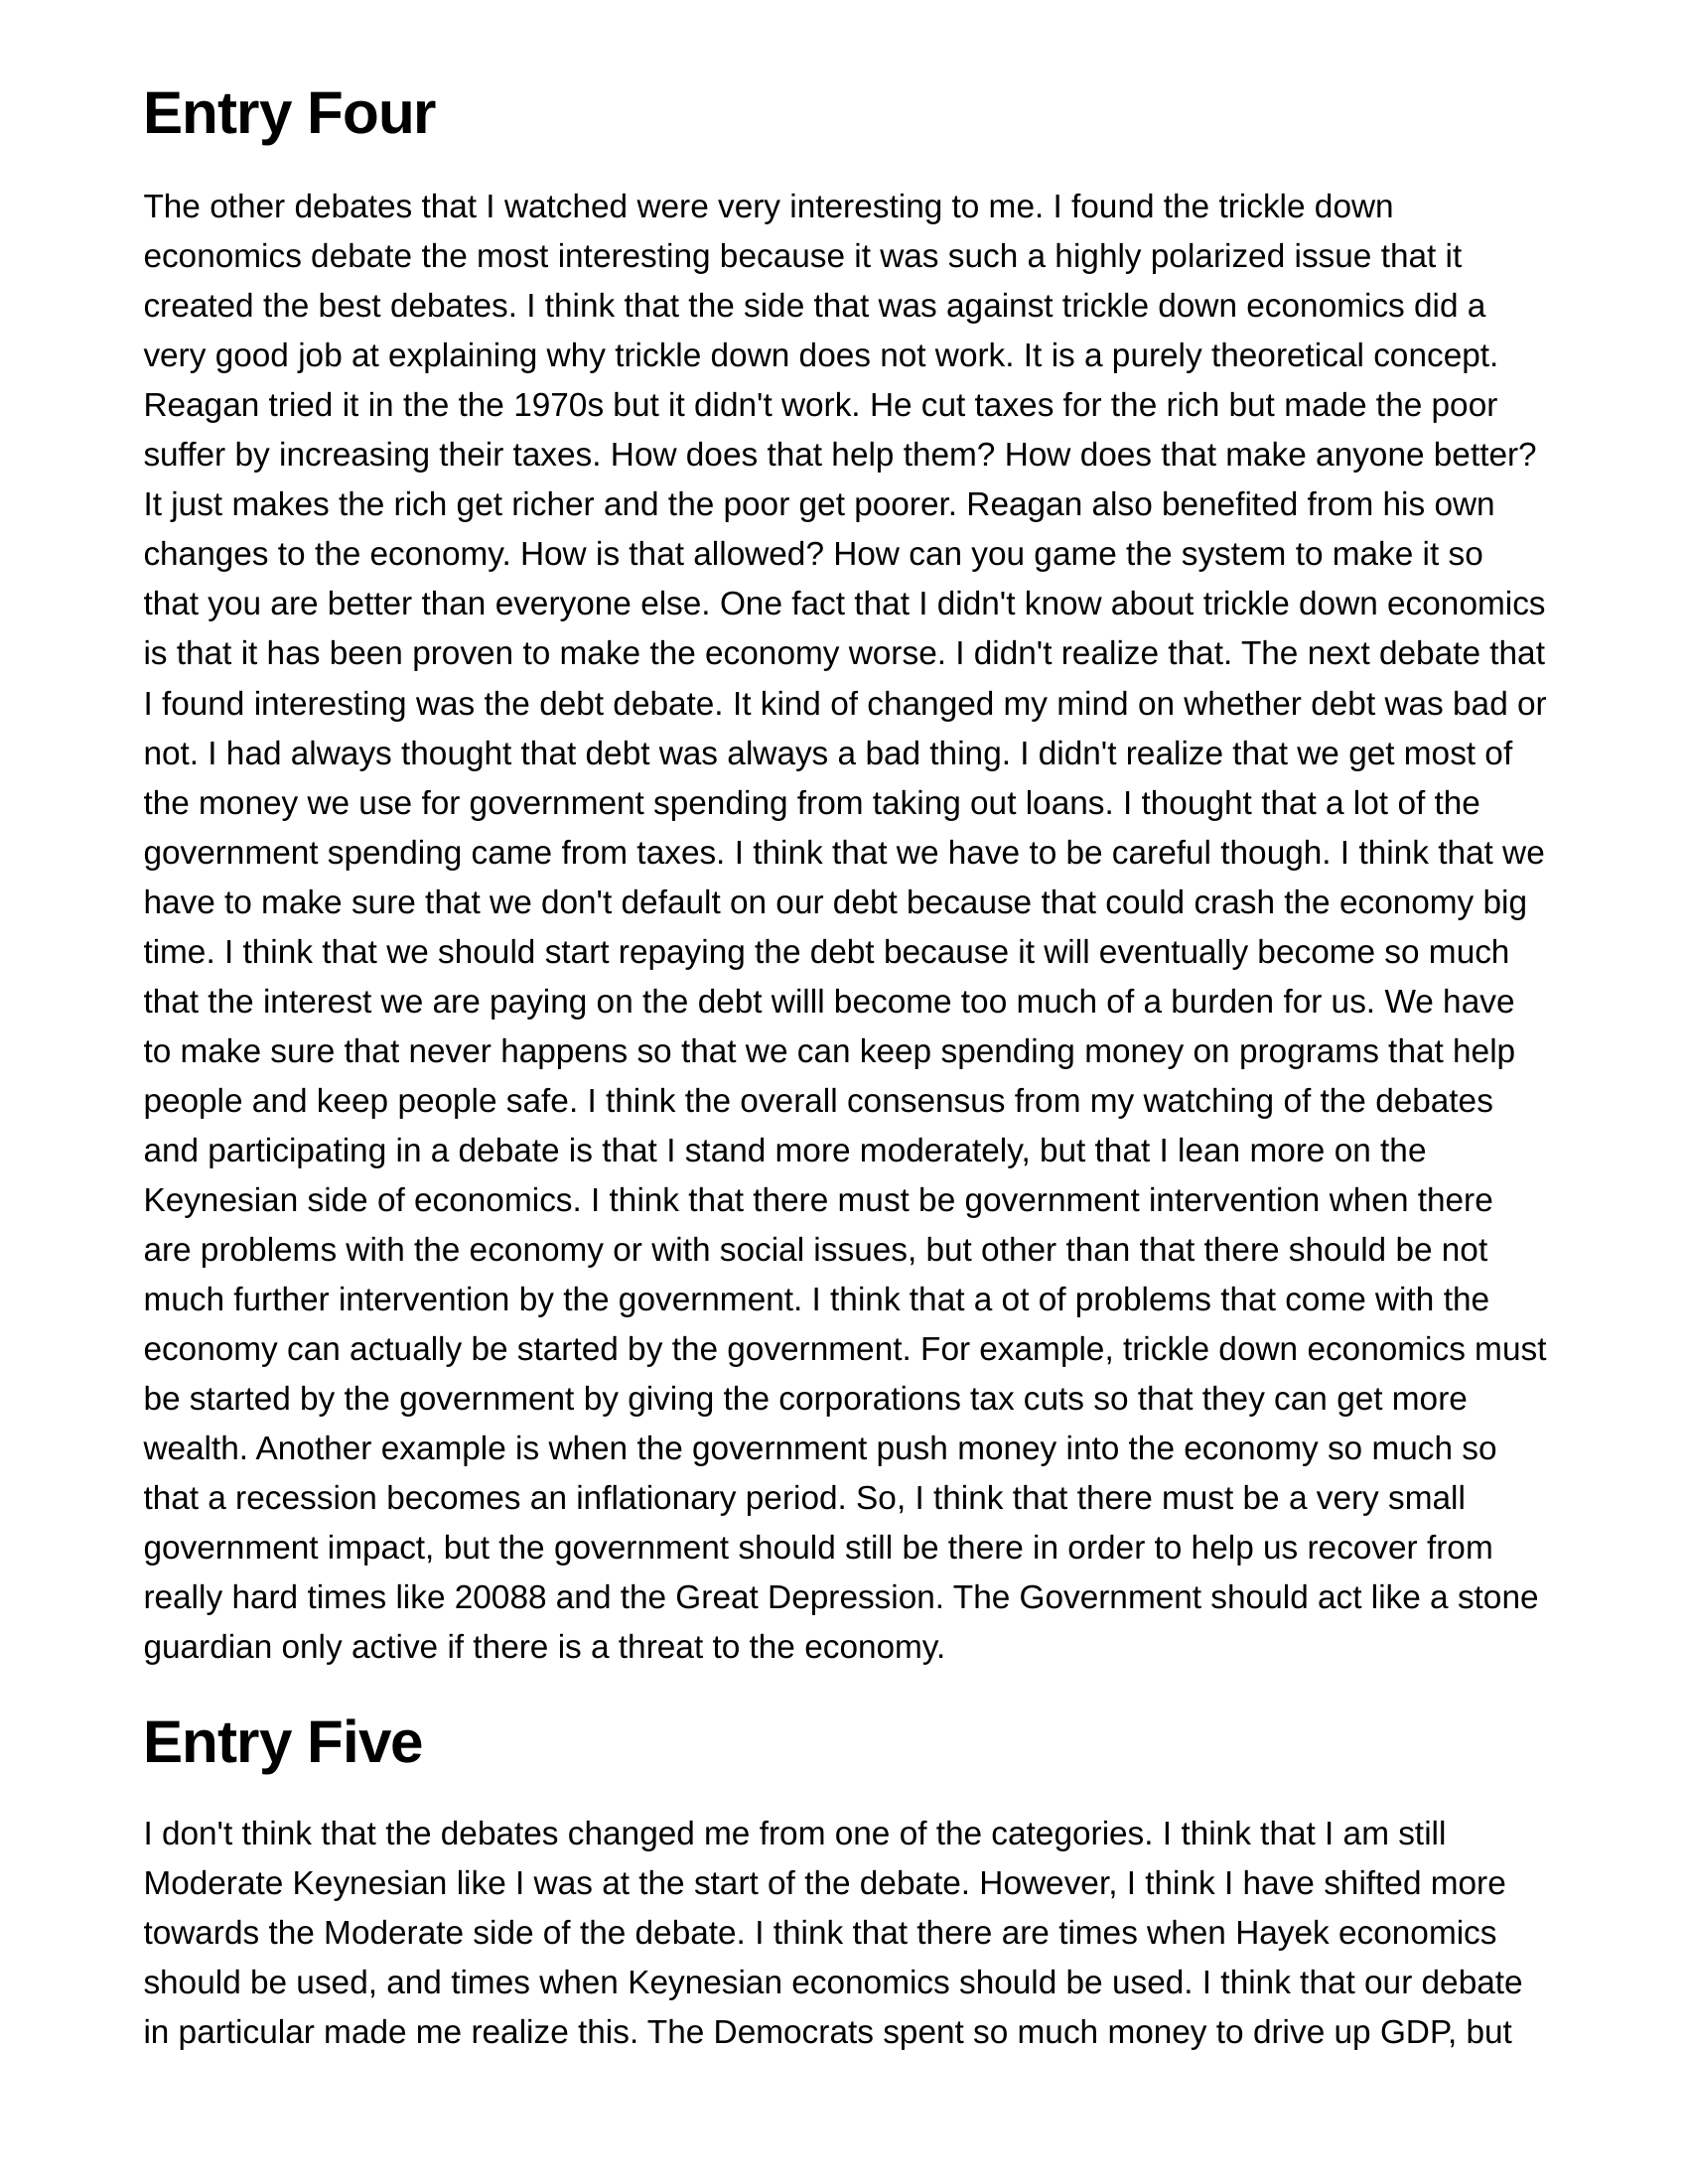 Entry Four
The other debates that I watched were very interesting to me. I found the trickle down
economics debate the most interesting because it was such a highly polarized issue that it
created the best debates. I think that the side that was against trickle down economics did a
very good job at explaining why trickle down does not work. It is a purely theoretical concept.
Reagan tried it in the the 1970s but it didn't work. He cut taxes for the rich but made the poor
suffer by increasing their taxes. How does that help them? How does that make anyone better?
It just makes the rich get richer and the poor get poorer. Reagan also benefited from his own
changes to the economy. How is that allowed? How can you game the system to make it so
that you are better than everyone else. One fact that I didn't know about trickle down economics
is that it has been proven to make the economy worse. I didn't realize that. The next debate that
I found interesting was the debt debate. It kind of changed my mind on whether debt was bad or
not. I had always thought that debt was always a bad thing. I didn't realize that we get most of
the money we use for government spending from taking out loans. I thought that a lot of the
government spending came from taxes. I think that we have to be careful though. I think that we
have to make sure that we don't default on our debt because that could crash the economy big
time. I think that we should start repaying the debt because it will eventually become so much
that the interest we are paying on the debt willl become too much of a burden for us. We have
to make sure that never happens so that we can keep spending money on programs that help
people and keep people safe. I think the overall consensus from my watching of the debates
and participating in a debate is that I stand more moderately, but that I lean more on the
Keynesian side of economics. I think that there must be government intervention when there
are problems with the economy or with social issues, but other than that there should be not
much further intervention by the government. I think that a ot of problems that come with the
economy can actually be started by the government. For example, trickle down economics must
be started by the government by giving the corporations tax cuts so that they can get more
wealth. Another example is when the government push money into the economy so much so
that a recession becomes an inflationary period. So, I think that there must be a very small
government impact, but the government should still be there in order to help us recover from
really hard times like 20088 and the Great Depression. The Government should act like a stone
guardian only active if there is a threat to the economy.
Entry Five
I don't think that the debates changed me from one of the categories. I think that I am still
Moderate Keynesian like I was at the start of the debate. However, I think I have shifted more
towards the Moderate side of the debate. I think that there are times when Hayek economics
should be used, and times when Keynesian economics should be used. I think that our debate
in particular made me realize this. The Democrats spent so much money to drive up GDP, but